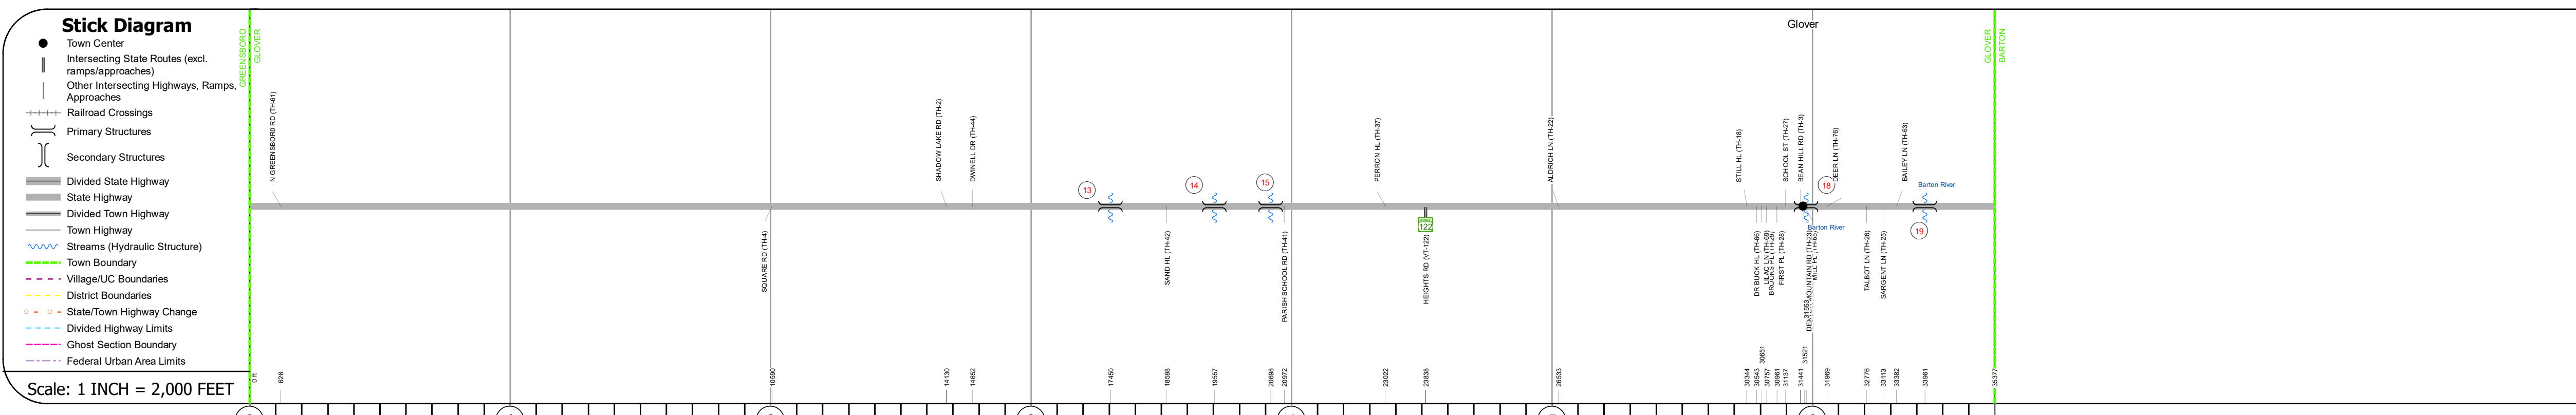 Stick Diagram
Town Center
Intersecting State Routes (excl.
ramps/approaches)
Other Intersecting Highways, Ramps,
Approaches
Railroad Crossings
Primary Structures
Secondary Structures
Divided State Highway
State Highway
Divided Town Highway
Town Highway
Streams (Hydraulic Structure)
Town Boundary
Village/UC Boundaries
District Boundaries
State/Town Highway Change
Divided Highway Limits
Ghost Section Boundary
Federal Urban Area Limits
Scale: 1 INCH = 2,000 FEET
GREENSBORO
GLOVER
Glover
GLOVER
BARTON
N GREENSBORO RD (TH-61)
SHADOW LAKE RD (TH-2)
DWINELL DR (TH-44)
PERRON HL (TH-37)
ALDRICH LN (TH-22)
STILL HL (TH-18)
SCHOOL ST (TH-27)
BEAN HILL RD (TH-3)
DEER LN (TH-76)
BAILEY LN (TH-63)
13
14
15
18
Barton River
122
Barton River
19
SQUARE RD (TH-4)
SAND HL (TH-42)
PARISH SCHOOL RD (TH-41)
HEIGHTS RD (VT-122)
DR BUCK HL (TH-66)
LILAC LN (TH-69)
FIRST PL (TH-28)
TALBOT LN (TH-26)
SARGENT LN (TH-25)
0 ft
626
10590
14130
14652
17450
18598
19557
20698
20972
23022
23838
26533
30344
30543
30651
30757
30961
31137
31441
31521
31553
31969
32776
33113
33382
33961
35377